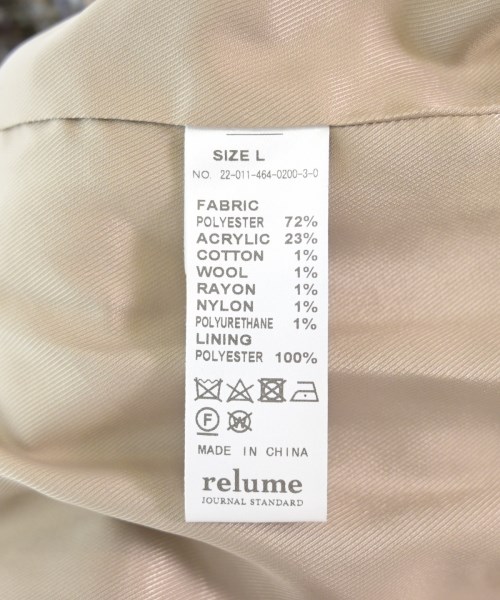 SIZE L
NO. 22-011-464-0200-3-0
FABRIC
POLYESTER 72%
ACRYLIC 23%
COTTON 1%
WOOL 1%
RAYON 1%
NYLON 1%
POLYURETHANE 1%
LINING
POLYESTER 100%
F W
MADE IN CHINA
relume
JOURNAL STANDARD